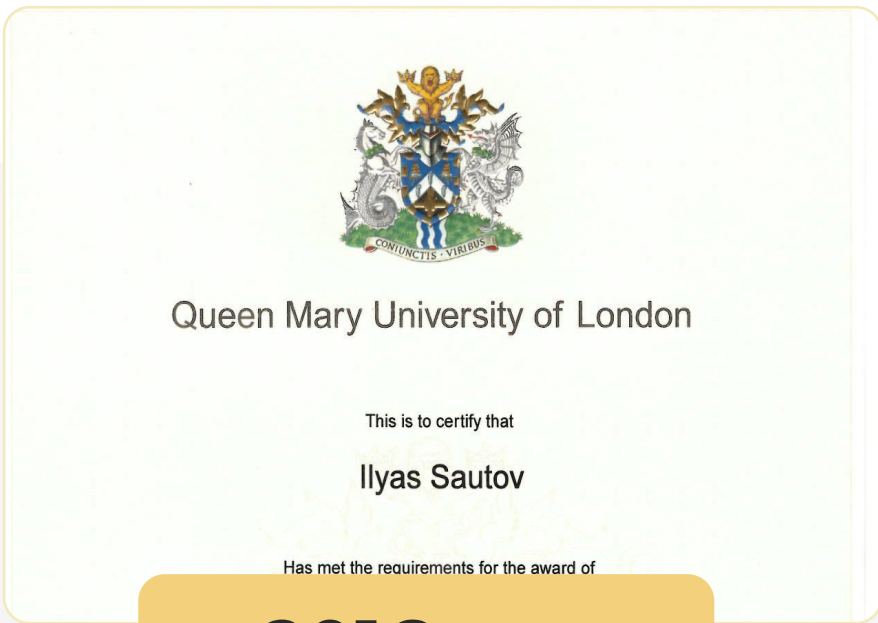 CONIUNCTIS · VIRIBUS
Queen Mary University of London
This is to certify that
Ilyas Sautov
Has met the requirements for the award of